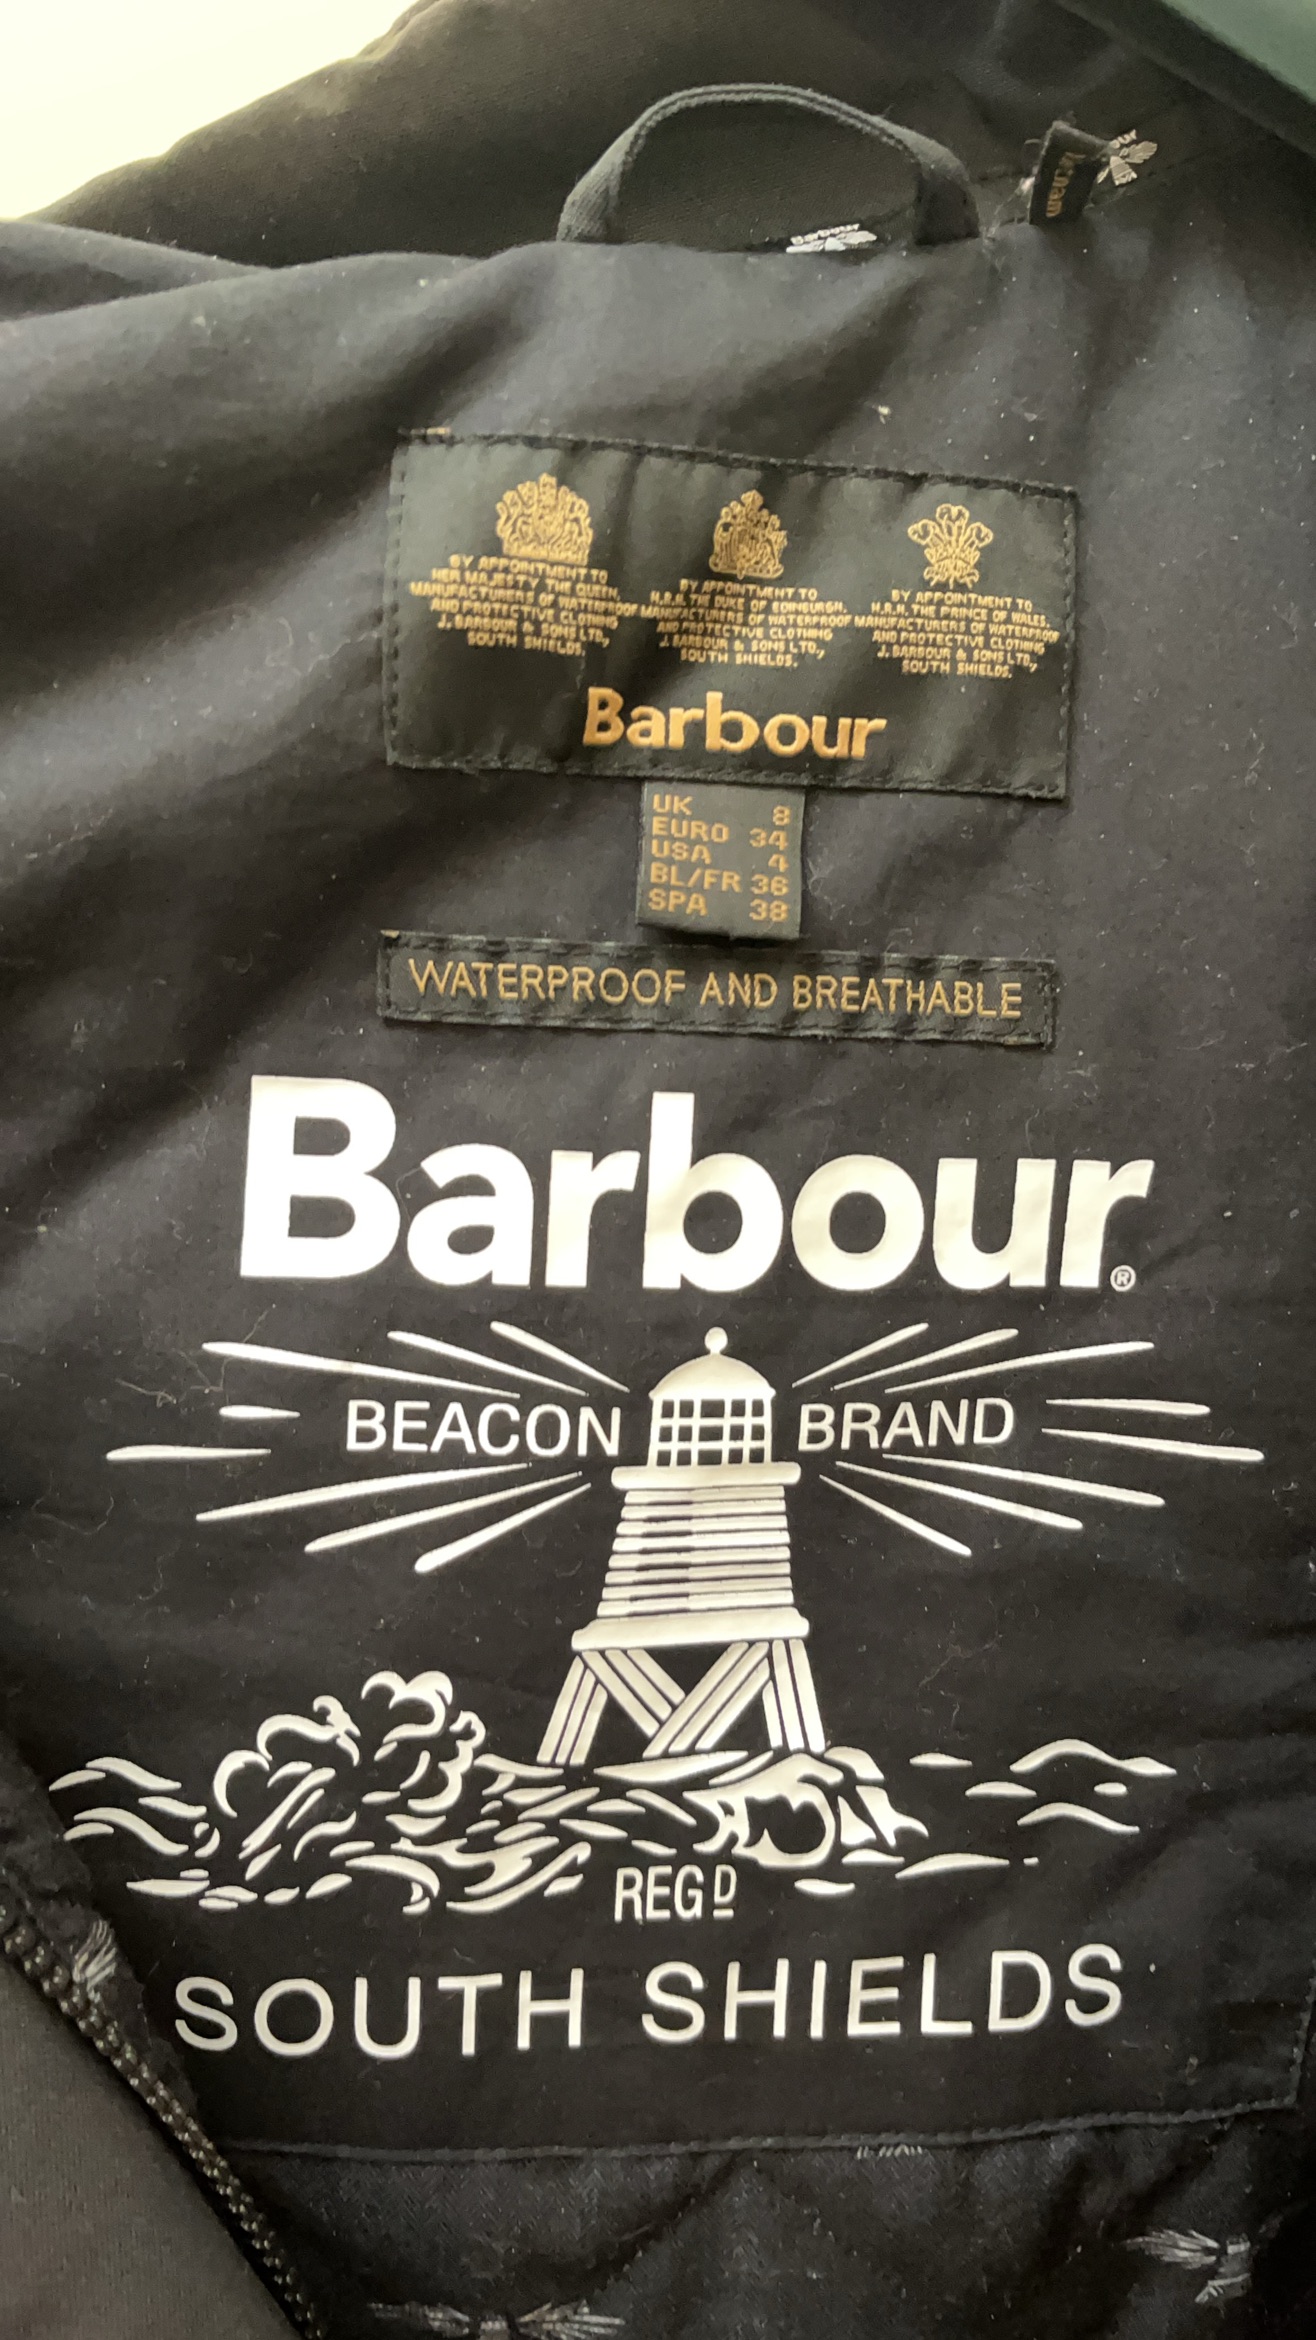 Barbour
Barbour
BY APPOINTMENT TO
HER MAJESTY THE QUEEN,
MANUFACTURERS OF WATERPROOF
AND PROTECTIVE CLOTHING
J. BARBOUR & SONS LTD,
SOUTH SHIELDS.
BY APPOINTMENT TO
H.R.H. THE DUKE OF EDINBURGH,
MANUFACTURERS OF WATERPROOF
AND PROTECTIVE CLOTHING
J. BARBOUR & SONS LTD,
SOUTH SHIELDS.
BY APPOINTMENT TO
H.R.H. THE PRINCE OF WALES,
MANUFACTURERS OF WATERPROOF
AND PROTECTIVE CLOTHING
J. BARBOUR & SONS LTD,
SOUTH SHIELDS.
UK 8
EURO 34
USA 4
BL/FR 36
SPA 38
WATERPROOF AND BREATHABLE
Barbour®
BEACON BRAND
REGD
SOUTH SHIELDS